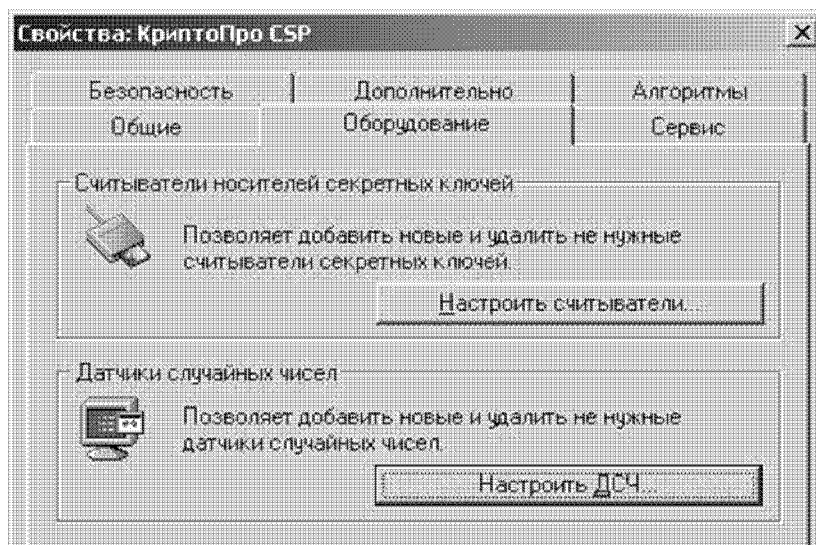 Свойства: КриптоПро CSP
Безопасность Дополнительно Алгоритмы
Общие Оборудование Сервис
Считыватели носителей секретных ключей
Позволяет добавить новые и удалить не нужные
считыватели секретных ключей.
Настроить считыватели...
Датчики случайных чисел
Позволяет добавить новые и удалить не нужные
датчики случайных чисел.
Настроить ДСЧ...